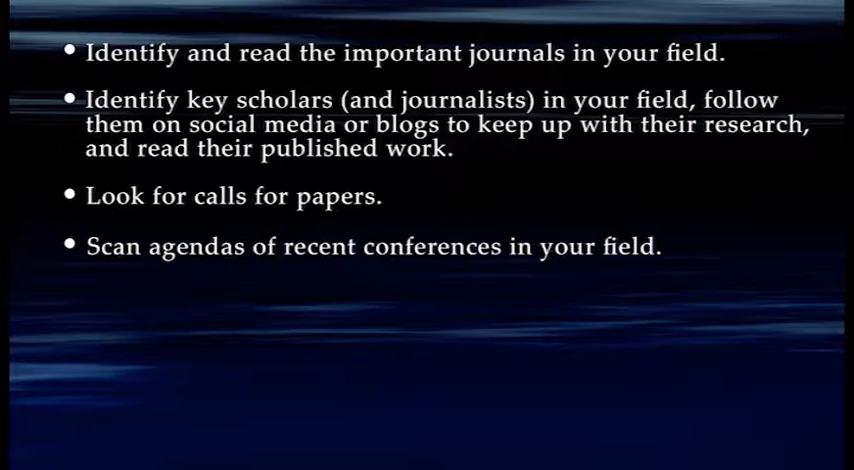 • Identify and read the important journals in your field.
• Identify key scholars (and journalists) in your field, follow
them on social media or blogs to keep up with their research,
and read their published work.
• Look for calls for papers.
• Scan agendas of recent conferences in your field.